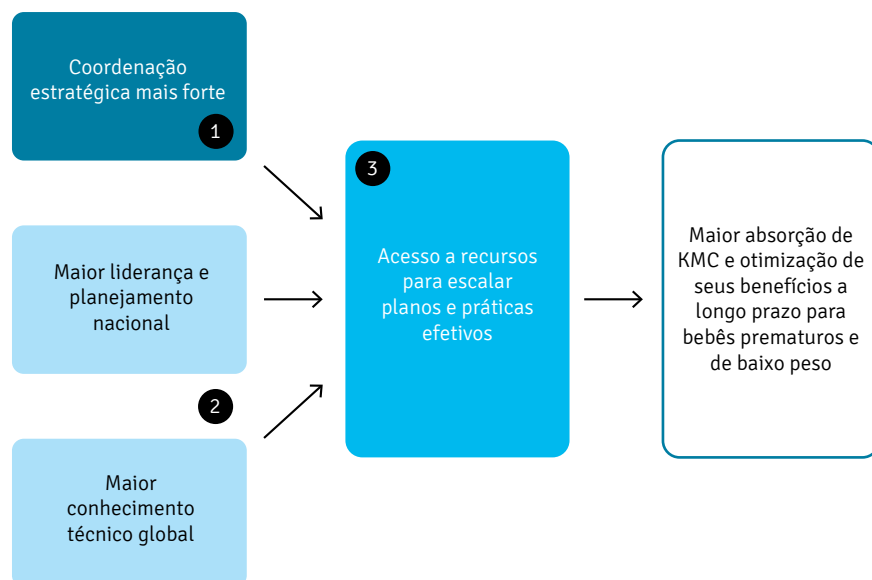 Coordenação
estratégica mais forte
1
Maior liderança e
planejamento
nacional
2
Maior
conhecimento
técnico global
3
Acesso a recursos
para escalar
planos e práticas
efetivos
Maior absorção de
KMC e otimização de
seus benefícios a
longo prazo para
bebês prematuros e
de baixo peso